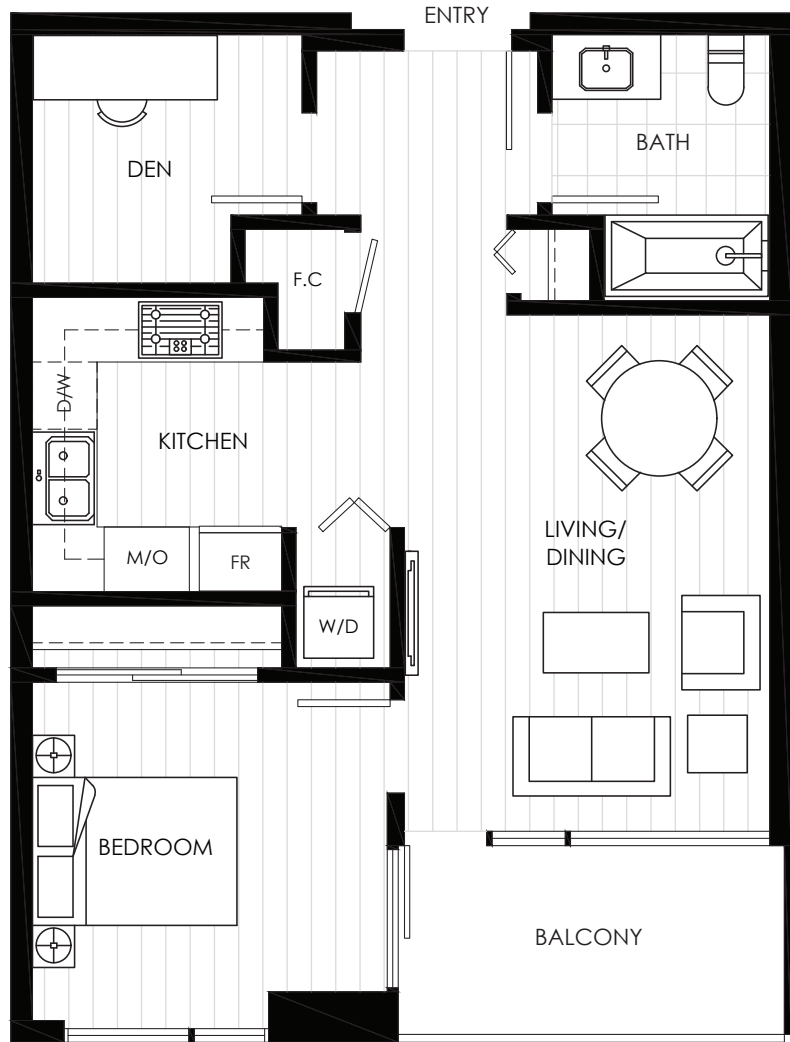 ENTRY
BATH
DEN
F.C
D/W
KITCHEN
LIVING/
DINING
M/O
FR
W/D
BEDROOM
BALCONY